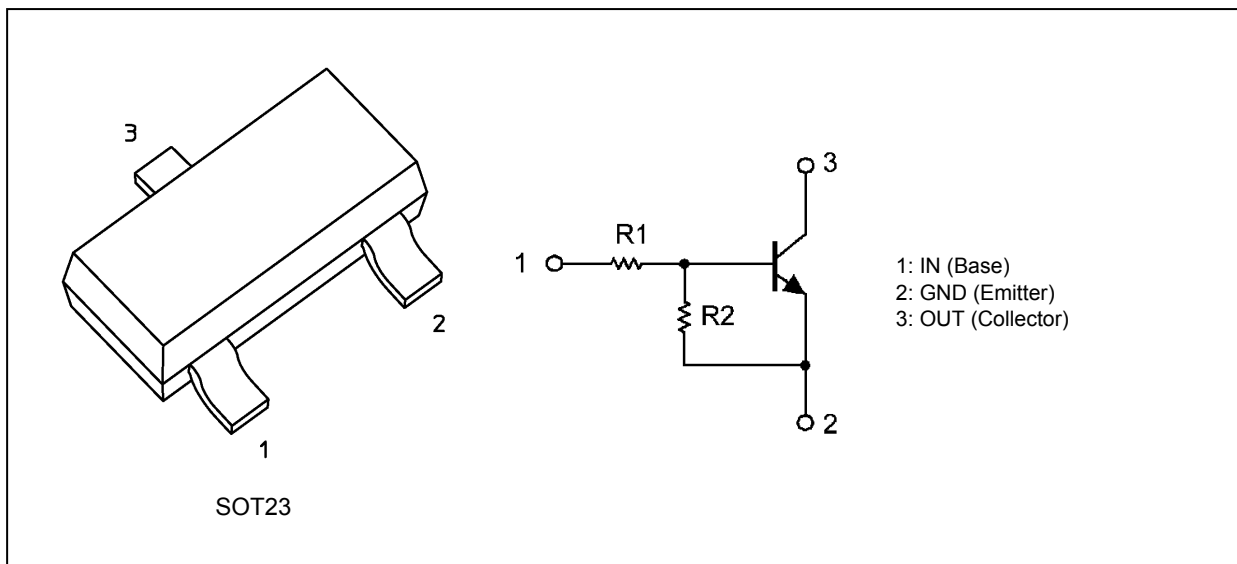 3
2
1
SOT23
1
R1
R2
3
2
1: IN (Base)
2: GND (Emitter)
3: OUT (Collector)